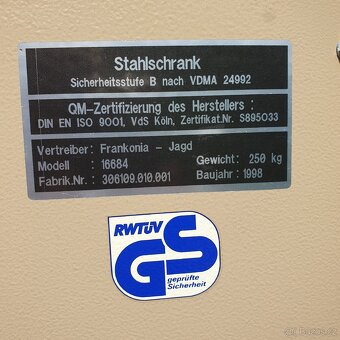 Stahlschrank
Sicherheitsstufe B nach VDMA 24992
QM-Zertifizierung des Herstellers :
DIN EN ISO 9001, VdS Köln, Zertifikat.Nr. S895033
Vertreiber: Frankonia - Jagd
Modell : 16684 Gewicht: 250 kg
Fabrik.Nr.: 306109.010.001 Baujahr: 1998
RWTÜV
GS
geprüfte
Sicherheit